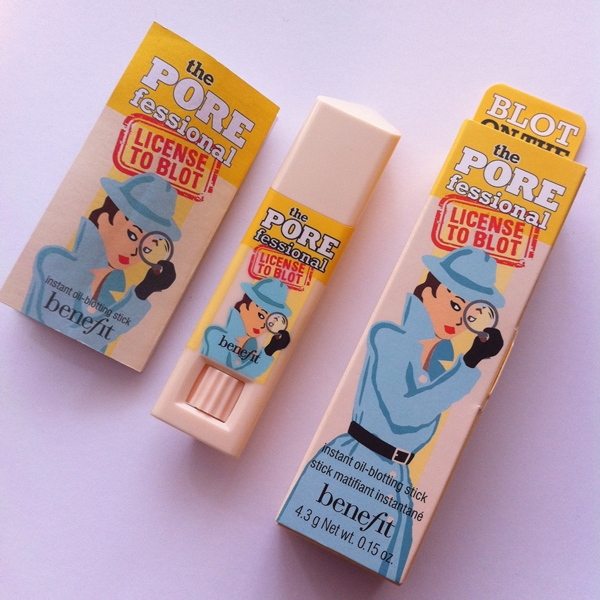 the
PORE
fessional
LICENSE
TO BLOT
instant oil-blotting stick
benefit
the
PORE
fessional
LICENSE
TO BLOT
benefit
BLOT
ON THE
the
PORE
fessional
LICENSE
TO BLOT
instant oil-blotting stick
stick matifiant instantané
benefit
4.3 g Net wt. 0.15 oz.